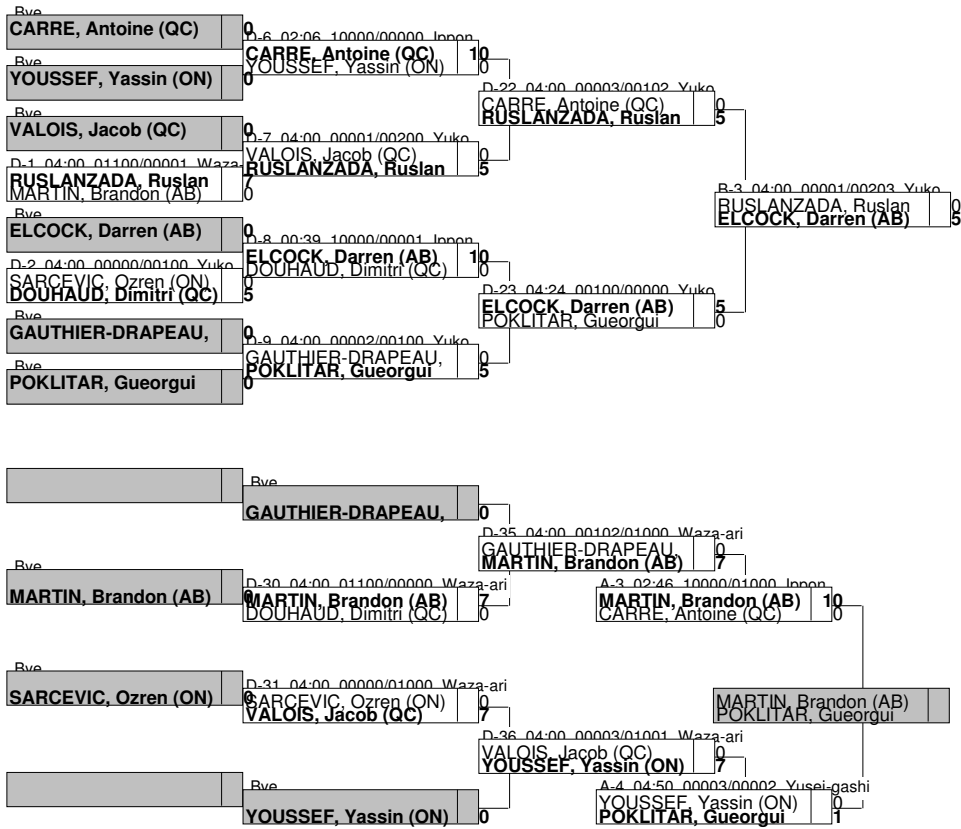 Bye
CARRE, Antoine (QC) 0
D-6 02:06 10000/00000 Ippon
CARRE, Antoine (QC) 10
YOUSSEF, Yassin (ON) 0
Bye
YOUSSEF, Yassin (ON) 0
D-22 04:00 00003/00102 Yuko
CARRE, Antoine (QC) 0
RUSLANZADA, Ruslan 5
Bye
VALOIS, Jacob (QC) 0
D-7 04:00 00001/00200 Yuko
VALOIS, Jacob (QC) 0
RUSLANZADA, Ruslan 5
D-1 04:00 01100/00001 Waza-
RUSLANZADA, Ruslan 7
MARTIN, Brandon (AB) 0
B-3 04:00 00001/00203 Yuko
RUSLANZADA, Ruslan 0
ELCOCK, Darren (AB) 5
Bye
ELCOCK, Darren (AB) 0
D-8 00:39 10000/00001 Ippon
ELCOCK, Darren (AB) 10
DOUHAUD, Dimitri (QC) 0
D-2 04:00 00000/00100 Yuko
SARCEVIC, Ozren (ON) 0
DOUHAUD, Dimitri (QC) 5
D-23 04:24 00100/00000 Yuko
ELCOCK, Darren (AB) 5
POKLITAR, Gueorgui 0
Bye
GAUTHIER-DRAPEAU, 0
D-9 04:00 00002/00100 Yuko
GAUTHIER-DRAPEAU, 0
POKLITAR, Gueorgui 5
Bye
POKLITAR, Gueorgui 0
Bye
GAUTHIER-DRAPEAU, 0
D-35 04:00 00102/01000 Waza-ari
GAUTHIER-DRAPEAU, 0
MARTIN, Brandon (AB) 7
Bye
MARTIN, Brandon (AB) 0
D-30 04:00 01100/00000 Waza-ari
MARTIN, Brandon (AB) 7
DOUHAUD, Dimitri (QC) 0
A-3 02:46 10000/01000 Ippon
MARTIN, Brandon (AB) 10
CARRE, Antoine (QC) 0
Bye
SARCEVIC, Ozren (ON) 0
D-31 04:00 00000/01000 Waza-ari
SARCEVIC, Ozren (ON) 0
VALOIS, Jacob (QC) 7
MARTIN, Brandon (AB)
POKLITAR, Gueorgui
D-36 04:00 00003/01001 Waza-ari
VALOIS, Jacob (QC) 0
YOUSSEF, Yassin (ON) 7
Bye
YOUSSEF, Yassin (ON) 0
A-4 04:50 00003/00002 Yusei-gashi
YOUSSEF, Yassin (ON) 0
POKLITAR, Gueorgui 1